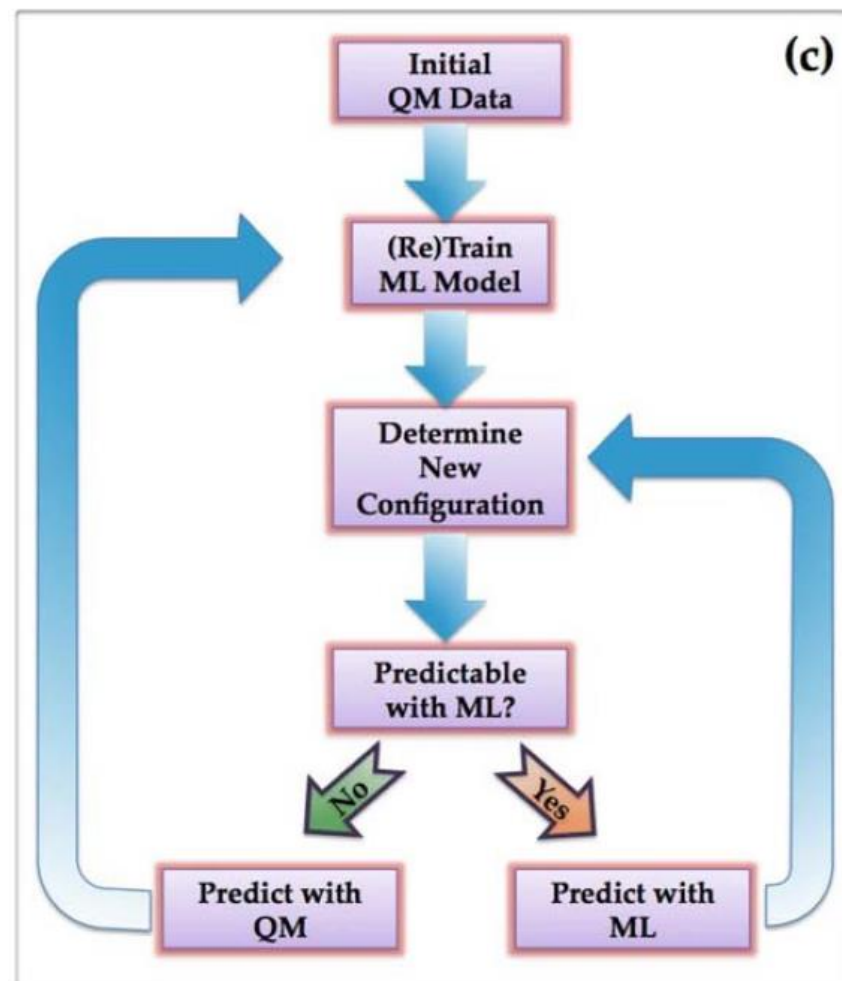 (c)
Initial
QM Data
(Re)Train
ML Model
Determine
New
Configuration
Predictable
with ML?
No
Yes
Predict with
QM
Predict with
ML